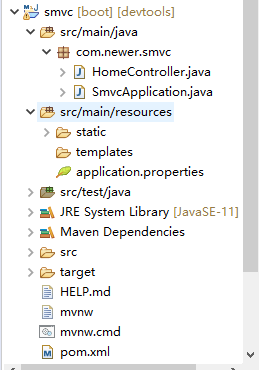 smvc [boot] [devtools]
src/main/java
com.newer.smvc
HomeController.java
SmvcApplication.java
src/main/resources
static
templates
application.properties
src/test/java
JRE System Library [JavaSE-11]
Maven Dependencies
src
target
HELP.md
mvnw
mvnw.cmd
pom.xml